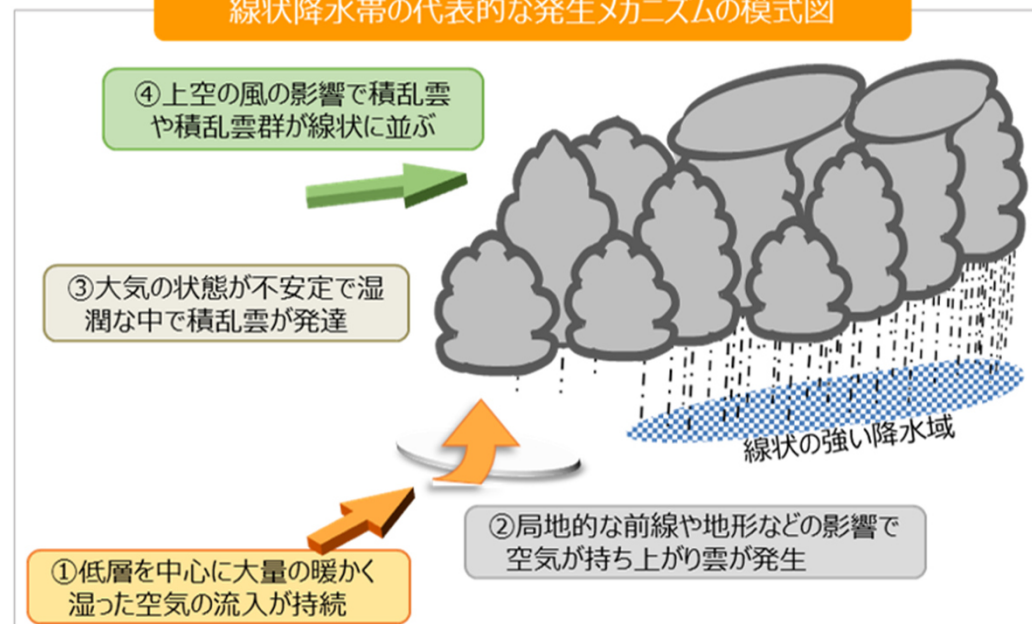 線状降水帯の代表的な発生メカニズムの模式図
④上空の風の影響で積乱雲
や積乱雲群が線状に並ぶ
③大気の状態が不安定で湿
潤な中で積乱雲が発達
線状の強い降水域
②局地的な前線や地形などの影響で
空気が持ち上がり雲が発生
①低層を中心に大量の暖かく
湿った空気の流入が持続